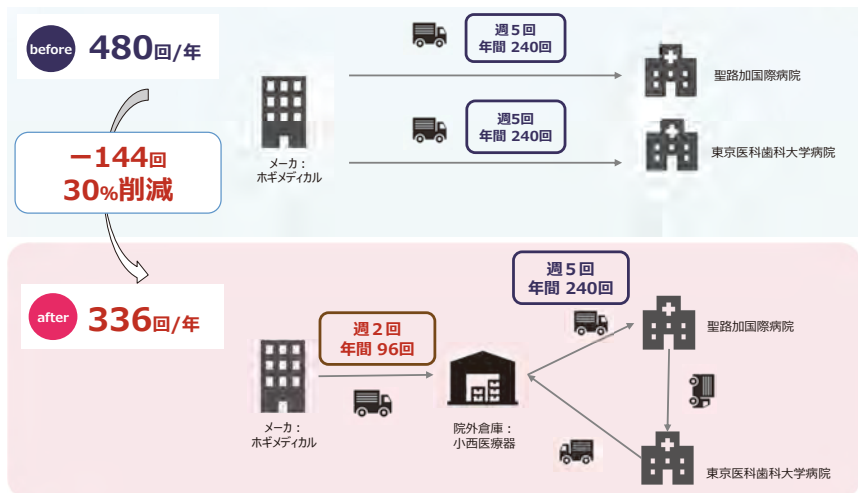 before
480回/年
週５回
年間 240回
聖路加国際病院
週5回
年間 240回
東京医科歯科大学病院
メーカ：
ホギメディカル
ー144回
30%削減
after
336回/年
週５回
年間 240回
週２回
年間 96回
聖路加国際病院
メーカ：
ホギメディカル
院外倉庫：
小西医療器
東京医科歯科大学病院